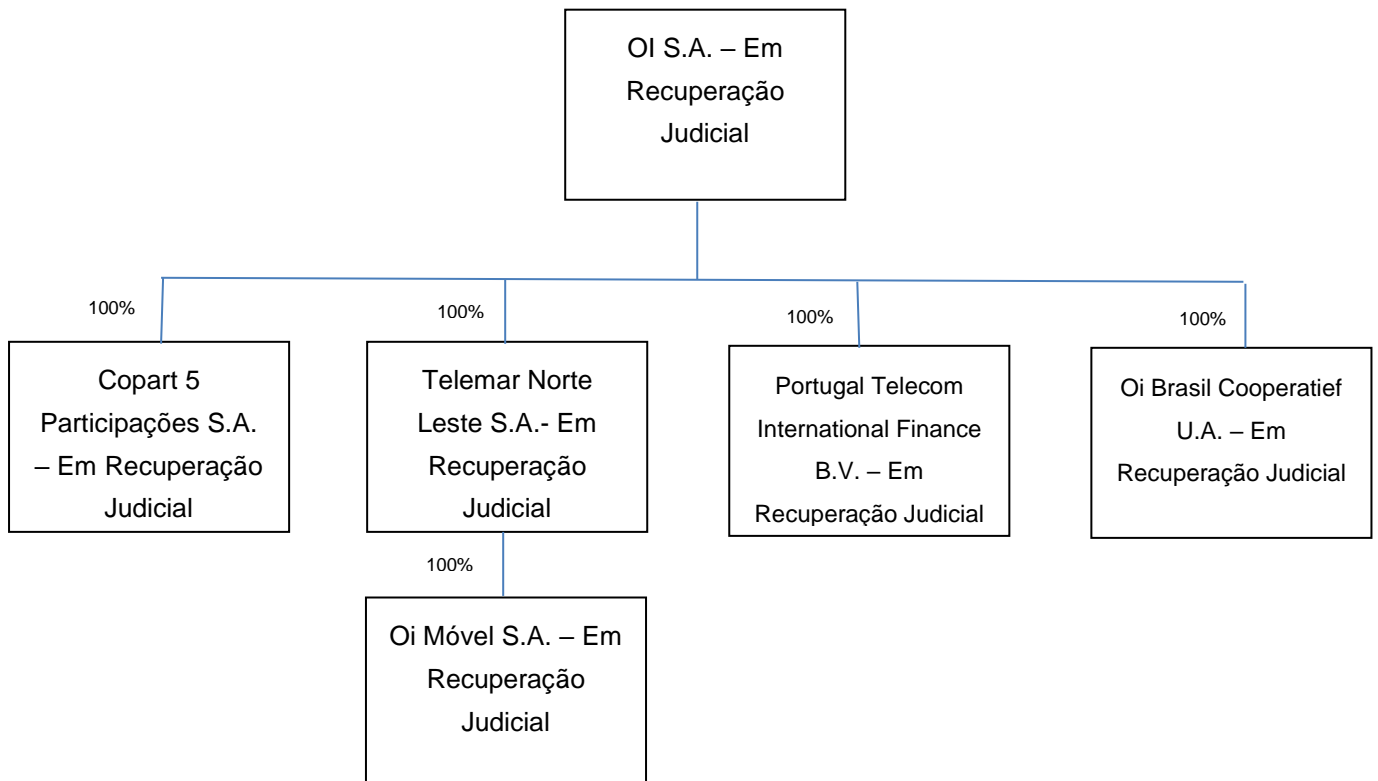 OI S.A. – Em
Recuperação
Judicial
100%
100%
100%
100%
Copart 5
Participações S.A.
– Em Recuperação
Judicial
Telemar Norte
Leste S.A.- Em
Recuperação
Judicial
Portugal Telecom
International Finance
B.V. – Em
Recuperação Judicial
Oi Brasil Cooperatief
U.A. – Em
Recuperação Judicial
100%
Oi Móvel S.A. – Em
Recuperação
Judicial